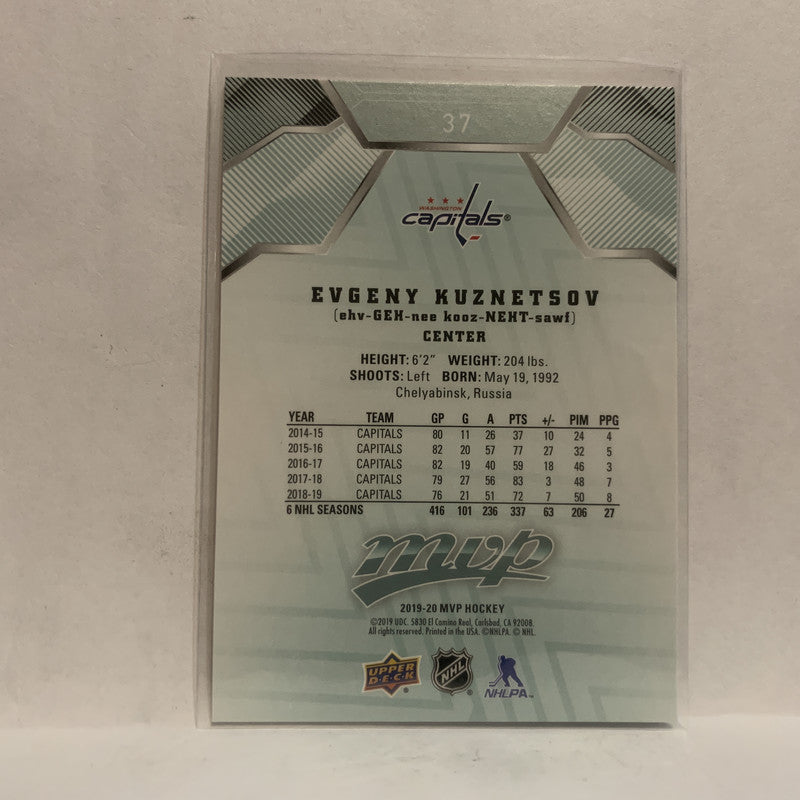 37
WASHINGTON
capitals®
EVGENY KUZNETSOV
(ehv-GEH-nee kooz-NEHT-sawf)
CENTER
HEIGHT: 6'2" WEIGHT: 204 lbs.
SHOOTS: Left BORN: May 19, 1992
Chelyabinsk, Russia
YEAR TEAM GP G A PTS +/- PIM PPG
2014-15 CAPITALS 80 11 26 37 10 24 4
2015-16 CAPITALS 82 20 57 77 27 32 5
2016-17 CAPITALS 82 19 40 59 18 46 3
2017-18 CAPITALS 79 27 56 83 3 48 7
2018-19 CAPITALS 76 21 51 72 7 50 8
6 NHL SEASONS 416 101 236 337 63 206 27
mvp
2019-20 MVP HOCKEY
©2019 UDC. 5830 El Camino Real, Carlsbad, CA 92008.
All rights reserved. Printed in the USA. ©NHLPA. © NHL.
UPPER DECK®
NHL
NHLPA™